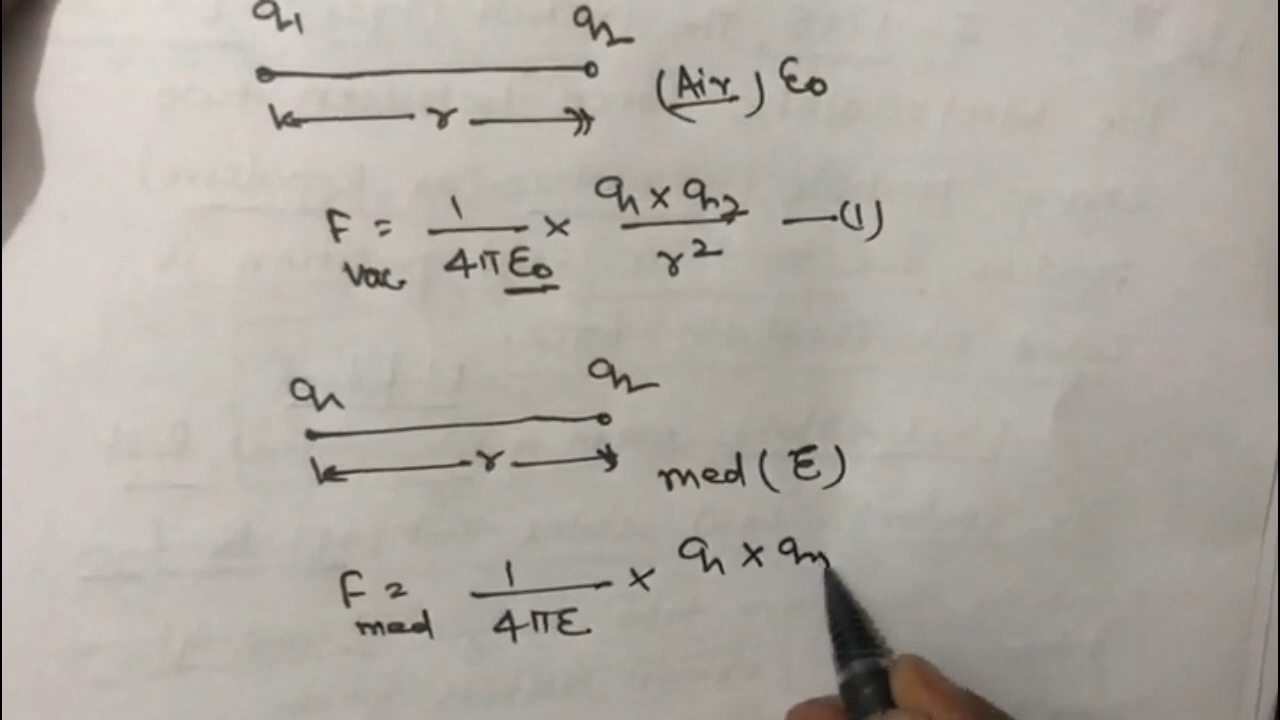 q1 q2
r (Air) ε0
F vac = 1/4πε0 × q1 × q2/r² —(1)
q1 q2
r med (ε)
F med = 1/4πε × q1 × q2